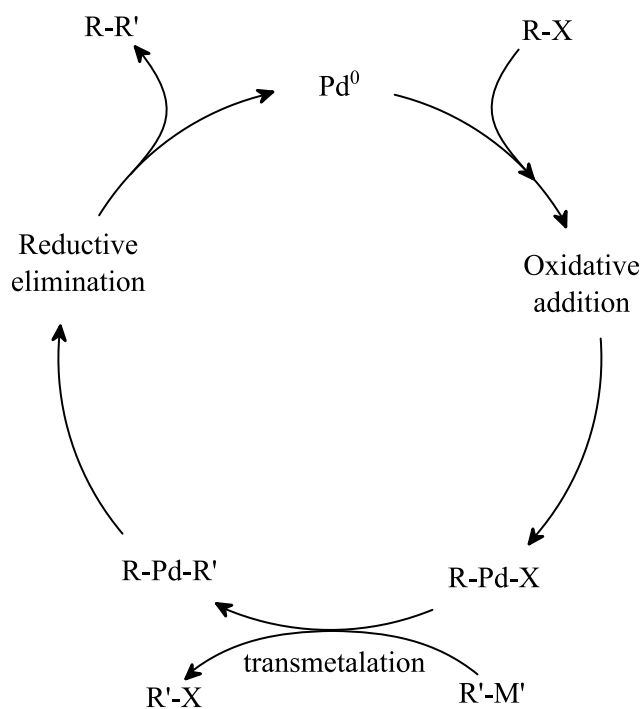 R-R'
R-X
Pd⁰
Reductive
elimination
Oxidative
addition
R-Pd-R'
R-Pd-X
transmetalation
R'-X
R'-M'